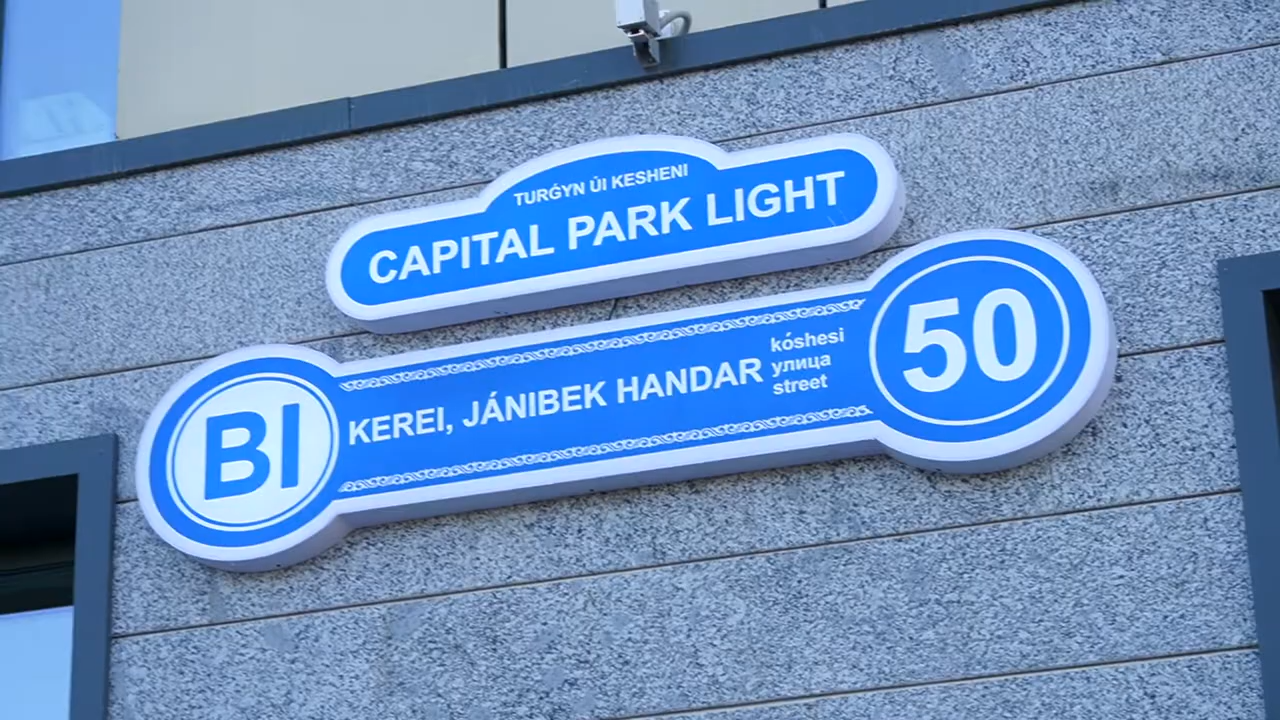 TURǴYN ÚI KESHENI
CAPITAL PARK LIGHT
BI
KEREI, JÁNIBEK HANDAR
kóshesi
улица
street
50